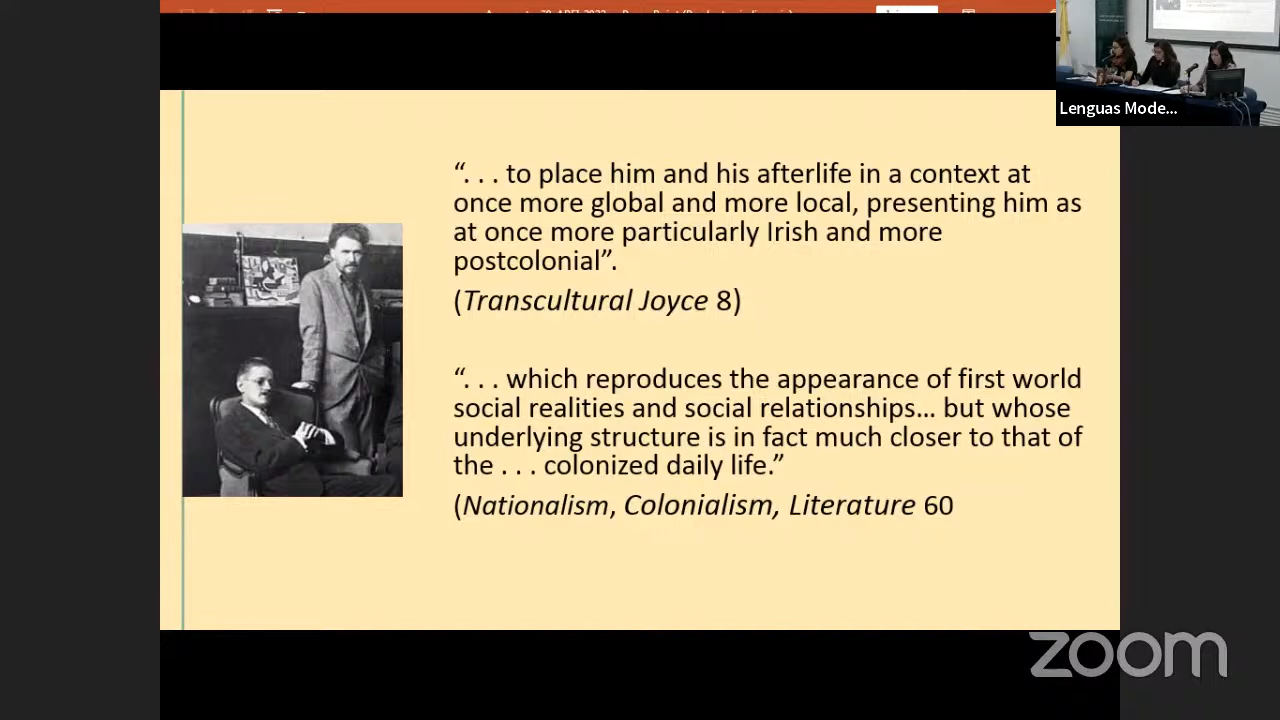 Lenguas Mode...
“. . . to place him and his afterlife in a context at
once more global and more local, presenting him as
at once more particularly Irish and more
postcolonial”.
(Transcultural Joyce 8)
“. . . which reproduces the appearance of first world
social realities and social relationships… but whose
underlying structure is in fact much closer to that of
the . . . colonized daily life.”
(Nationalism, Colonialism, Literature 60
zoom